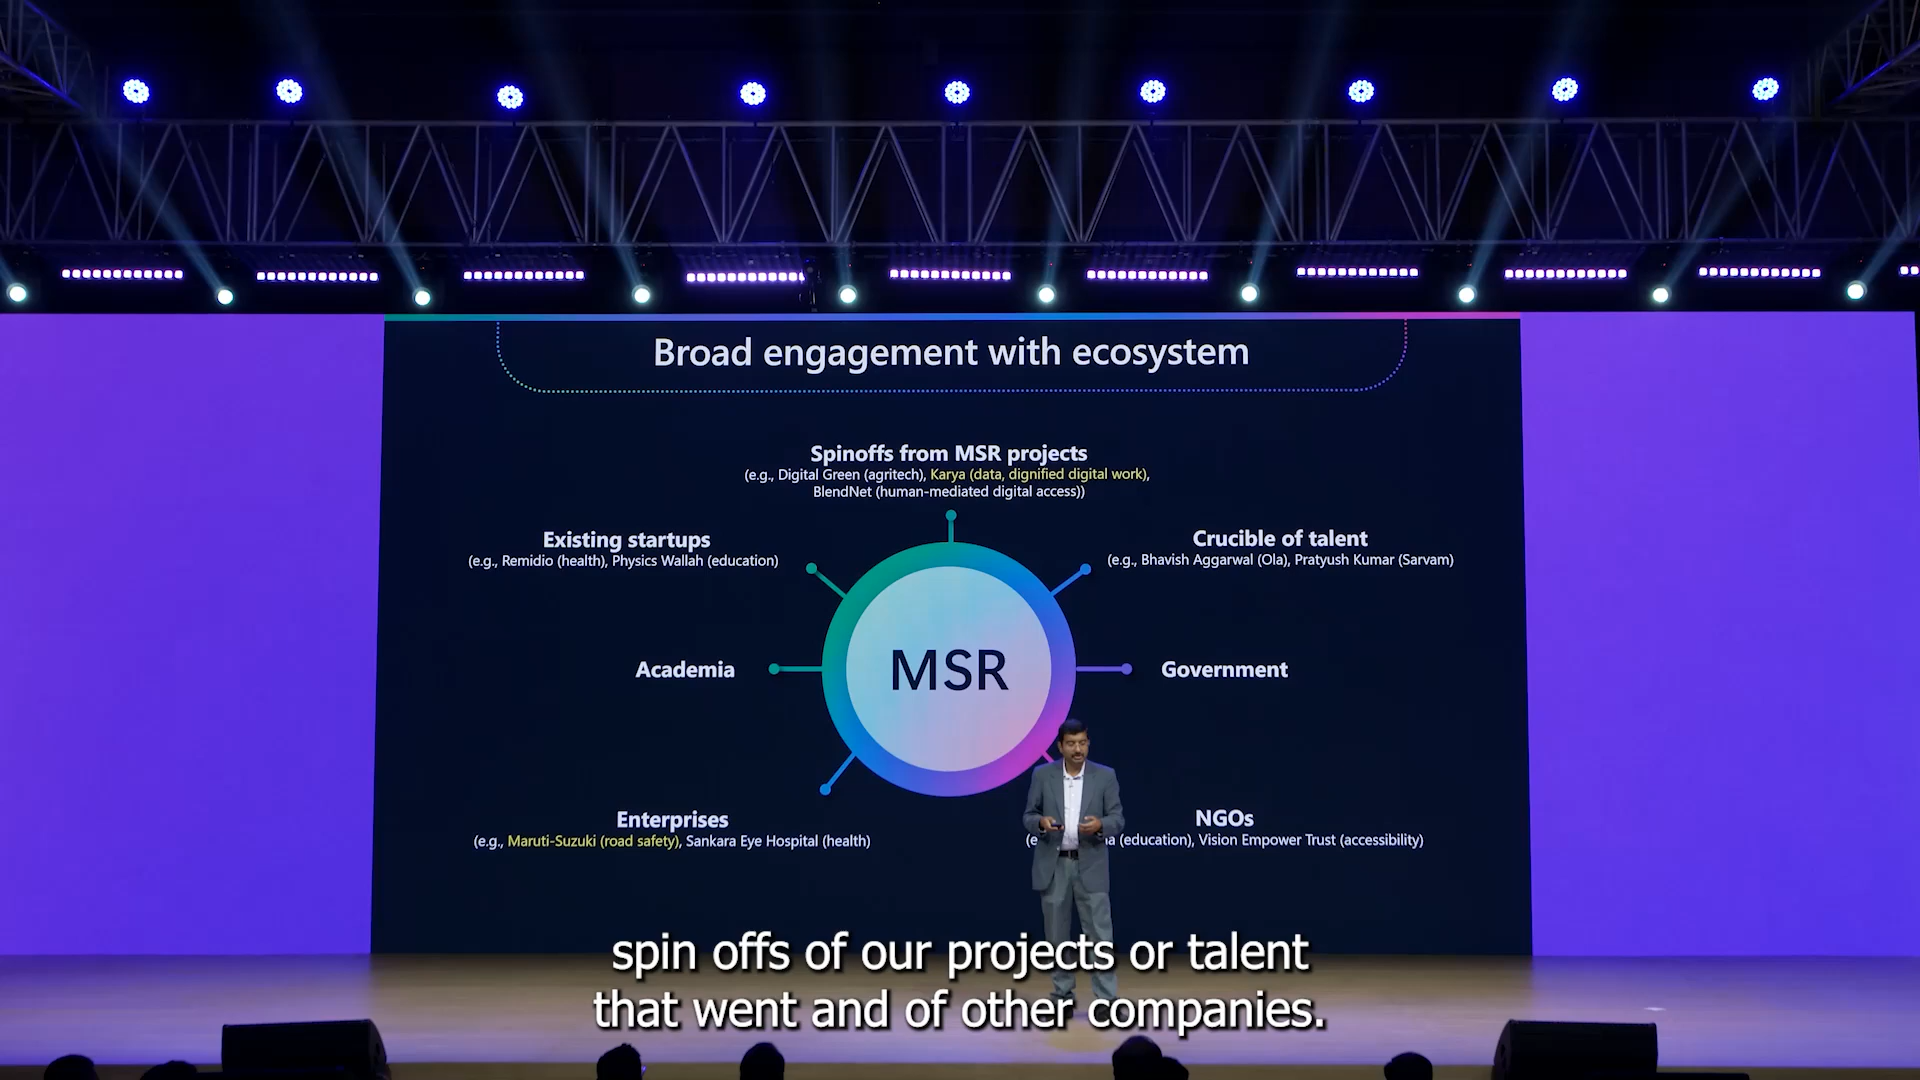 Broad engagement with ecosystem
Spinoffs from MSR projects
(e.g., Digital Green (agritech), Karya (data, dignified digital work),
BlendNet (human-mediated digital access))
Existing startups
(e.g., Remidio (health), Physics Wallah (education)
Crucible of talent
(e.g., Bhavish Aggarwal (Ola), Pratyush Kumar (Sarvam)
Academia
MSR
Government
Enterprises
(e.g., Maruti-Suzuki (road safety), Sankara Eye Hospital (health)
NGOs
(education), Vision Empower Trust (accessibility)
spin offs of our projects or talent
that went and of other companies.